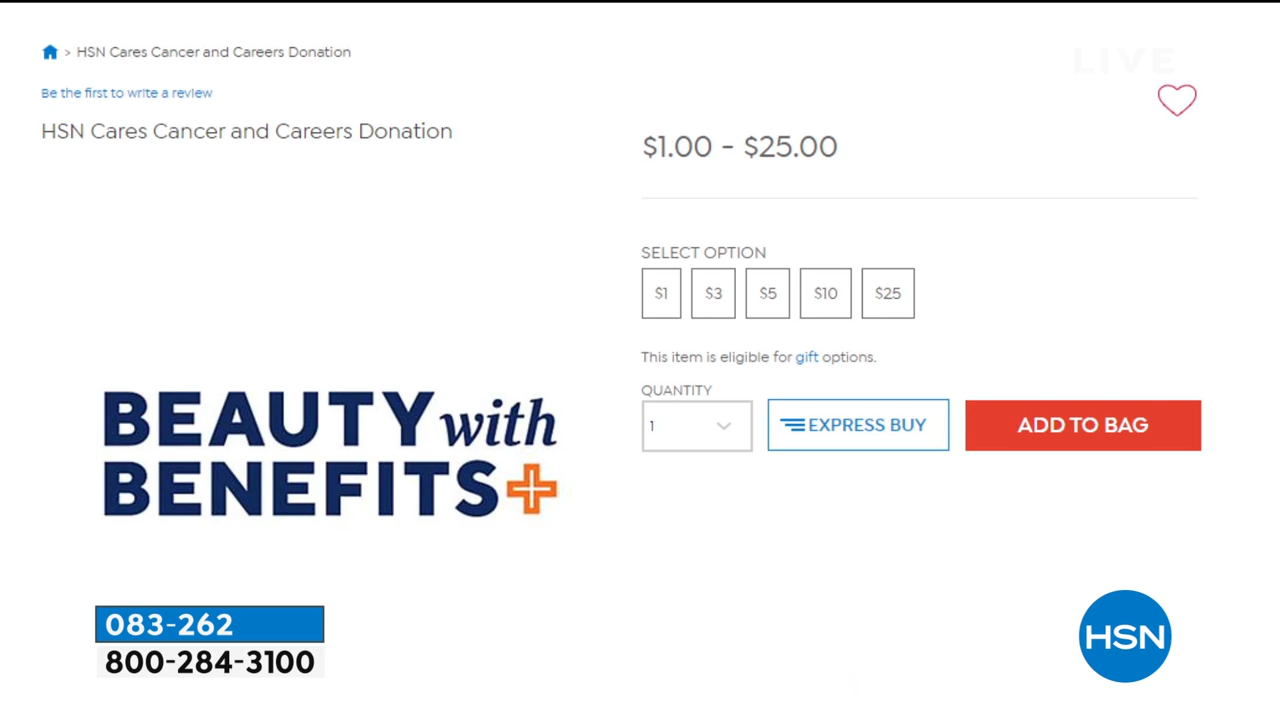 > HSN Cares Cancer and Careers Donation
LIVE
Be the first to write a review
HSN Cares Cancer and Careers Donation
$1.00 - $25.00
SELECT OPTION
$1 $3 $5 $10 $25
This item is eligible for gift options.
QUANTITY
1
EXPRESS BUY
ADD TO BAG
BEAUTY with
BENEFITS+
083-262
800-284-3100
HSN